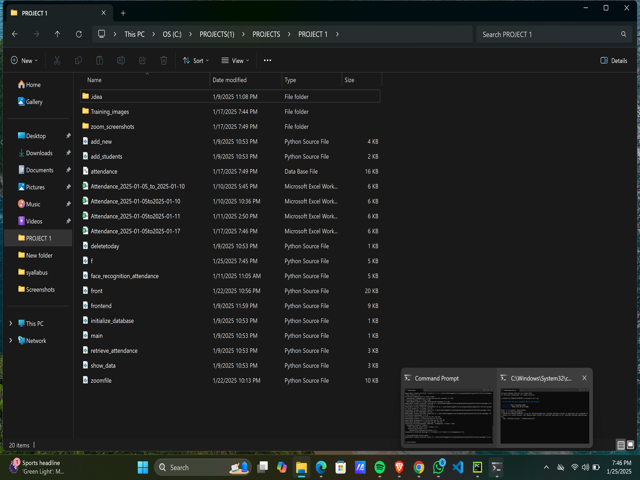 PROJECT 1
This PC > OS (C:) > PROJECTS(1) > PROJECTS > PROJECT 1 >
Search PROJECT 1
New Sort View Details
Name Date modified Type Size
Home
Gallery
Desktop
Downloads
Documents
Pictures
Music
Videos
PROJECT 1
New folder
syallabus
Screenshots
This PC
Network
.idea 1/9/2025 11:08 PM File folder
Training_images 1/17/2025 7:44 PM File folder
zoom_screenshots 1/17/2025 7:49 PM File folder
add_new 1/9/2025 10:53 PM Python Source File 4 KB
add_students 1/9/2025 10:53 PM Python Source File 2 KB
attendance 1/17/2025 7:49 PM Data Base File 16 KB
Attendance_2025-01-05_to_2025-01-10 1/10/2025 5:45 PM Microsoft Excel Work... 6 KB
Attendance_2025-01-05to2025-01-10 1/10/2025 10:36 PM Microsoft Excel Work... 6 KB
Attendance_2025-01-05to2025-01-11 1/11/2025 2:50 PM Microsoft Excel Work... 6 KB
Attendance_2025-01-05to2025-01-17 1/17/2025 7:46 PM Microsoft Excel Work... 6 KB
deletetoday 1/9/2025 10:53 PM Python Source File 1 KB
f 1/25/2025 7:45 PM Python Source File 5 KB
face_recognition_attendance 1/11/2025 11:05 AM Python Source File 5 KB
front 1/22/2025 10:56 PM Python Source File 20 KB
frontend 1/9/2025 11:59 PM Python Source File 9 KB
initialize_database 1/9/2025 10:53 PM Python Source File 1 KB
main 1/9/2025 10:53 PM Python Source File 1 KB
retrieve_attendance 1/9/2025 10:53 PM Python Source File 3 KB
show_data 1/9/2025 10:53 PM Python Source File 3 KB
zoomfile 1/22/2025 10:13 PM Python Source File 10 KB
Command Prompt
C:\Windows\System32\c...
20 items
Sports headline
'Green Light': M...
Search
7:46 PM
1/25/2025